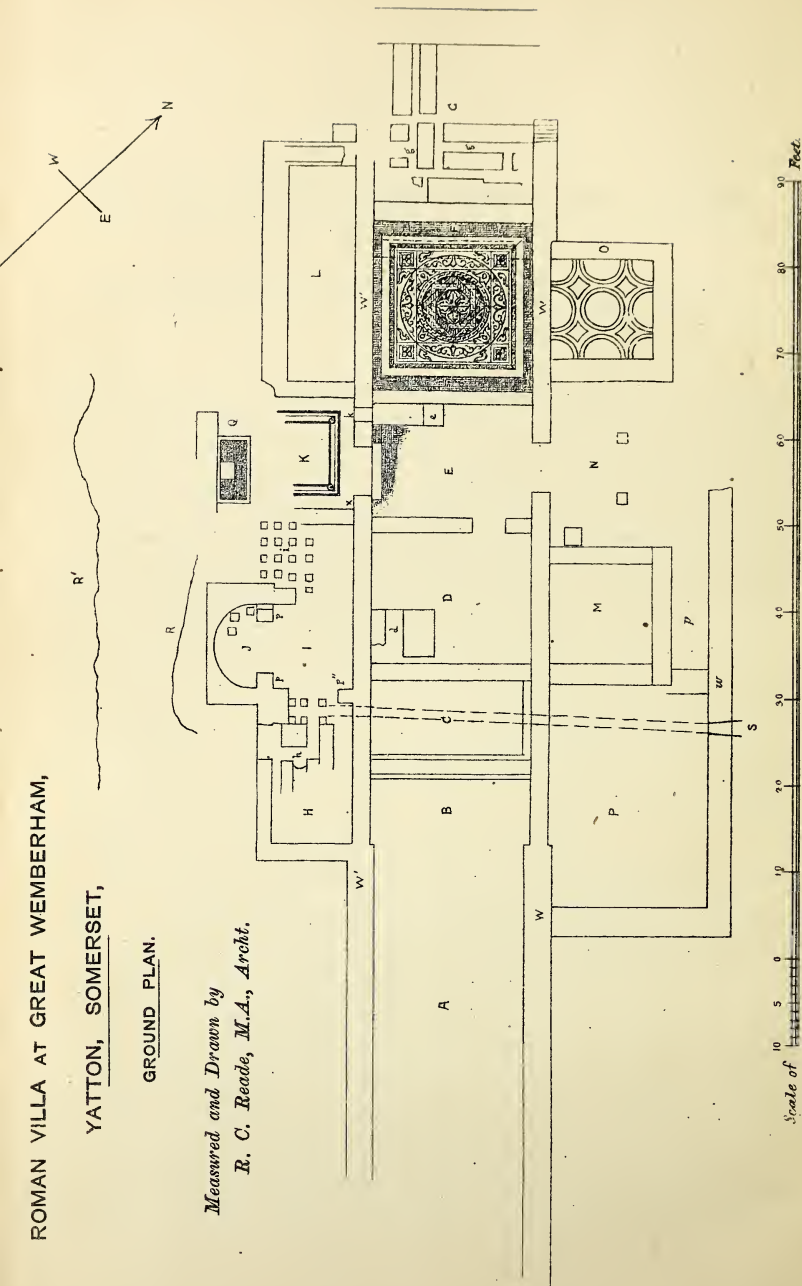 ROMAN VILLA AT GREAT WEMBERHAM,
YATTON, SOMERSET,
GROUND PLAN.
Measured and Drawn by
R. C. Reade, M.A., Archt.
N
W
E
R'
R
L
Q
K
k
x
i
J
P
P
I
P"
h
H
W'
W'
G
g
g
F
e
E
D
d
C
B
A
W
W
O
N
M
p
w
P
S
Scale of 10 5 0 10 20 30 40 50 60 70 80 90 Feet